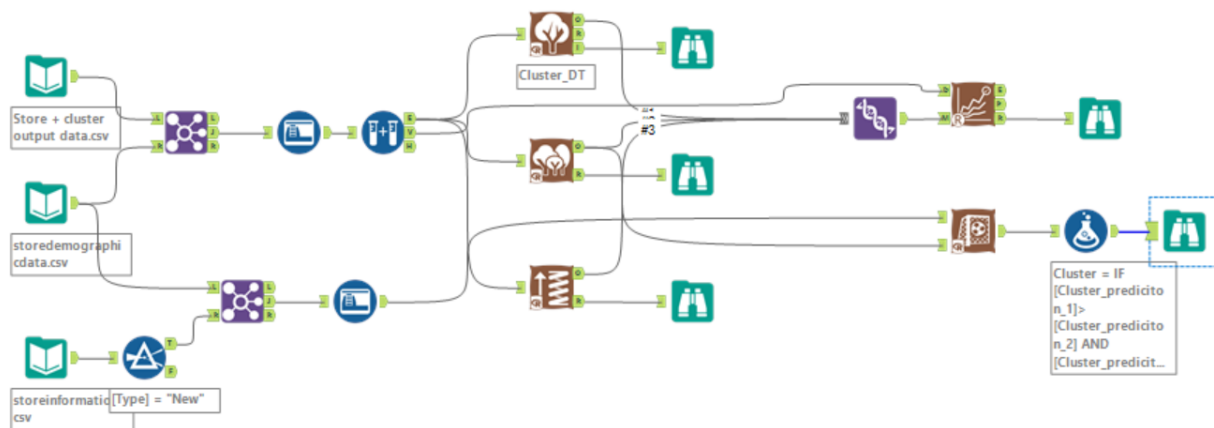 Cluster_DT
Store + cluster
output data.csv
#3
storedemographi
cdata.csv
Cluster = IF
[Cluster_predicito
n_1]>
[Cluster_predicito
n_2] AND
[Cluster_predicit...
storeinformatio
csv
[Type] = "New"